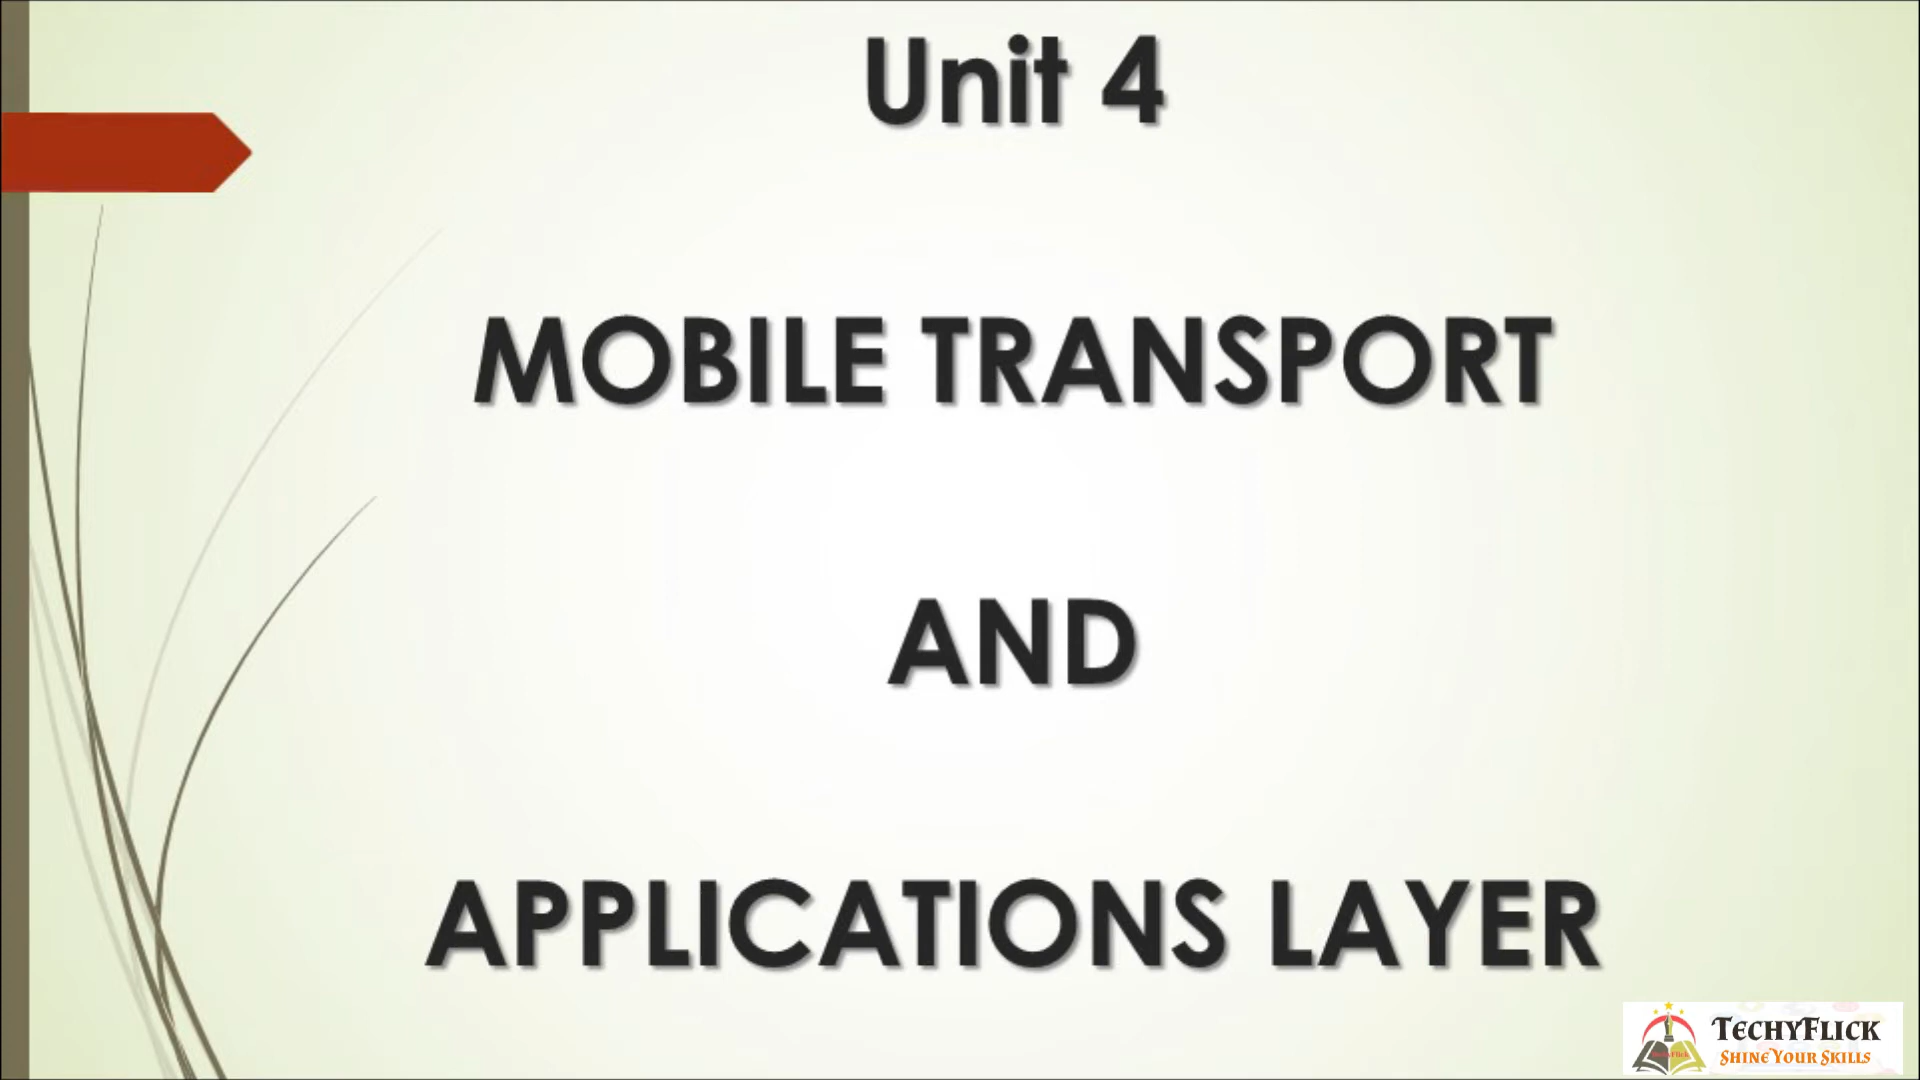 Unit 4
MOBILE TRANSPORT
AND
APPLICATIONS LAYER
TECHYFLICK
SHINE YOUR SKILLS